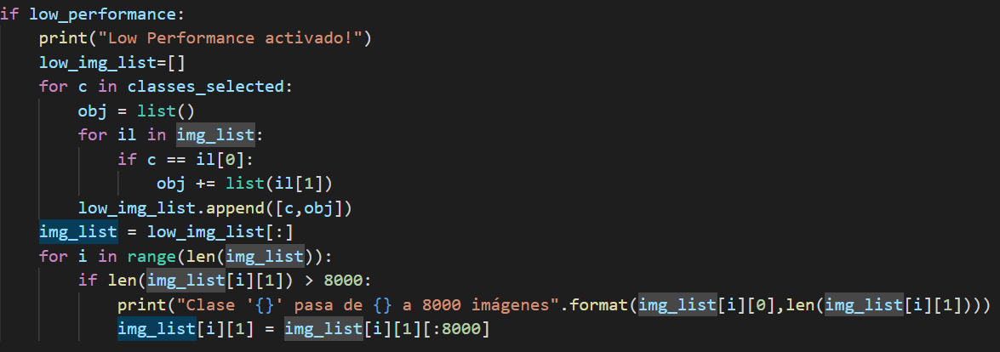 if low_performance:
    print("Low Performance activado!")
    low_img_list=[]
    for c in classes_selected:
        obj = list()
        for il in img_list:
            if c == il[0]:
                obj += list(il[1])
        low_img_list.append([c,obj])
    img_list = low_img_list[:]
    for i in range(len(img_list)):
        if len(img_list[i][1]) > 8000:
            print("Clase '{}' pasa de {} a 8000 imágenes".format(img_list[i][0],len(img_list[i][1])))
            img_list[i][1] = img_list[i][1][:8000]